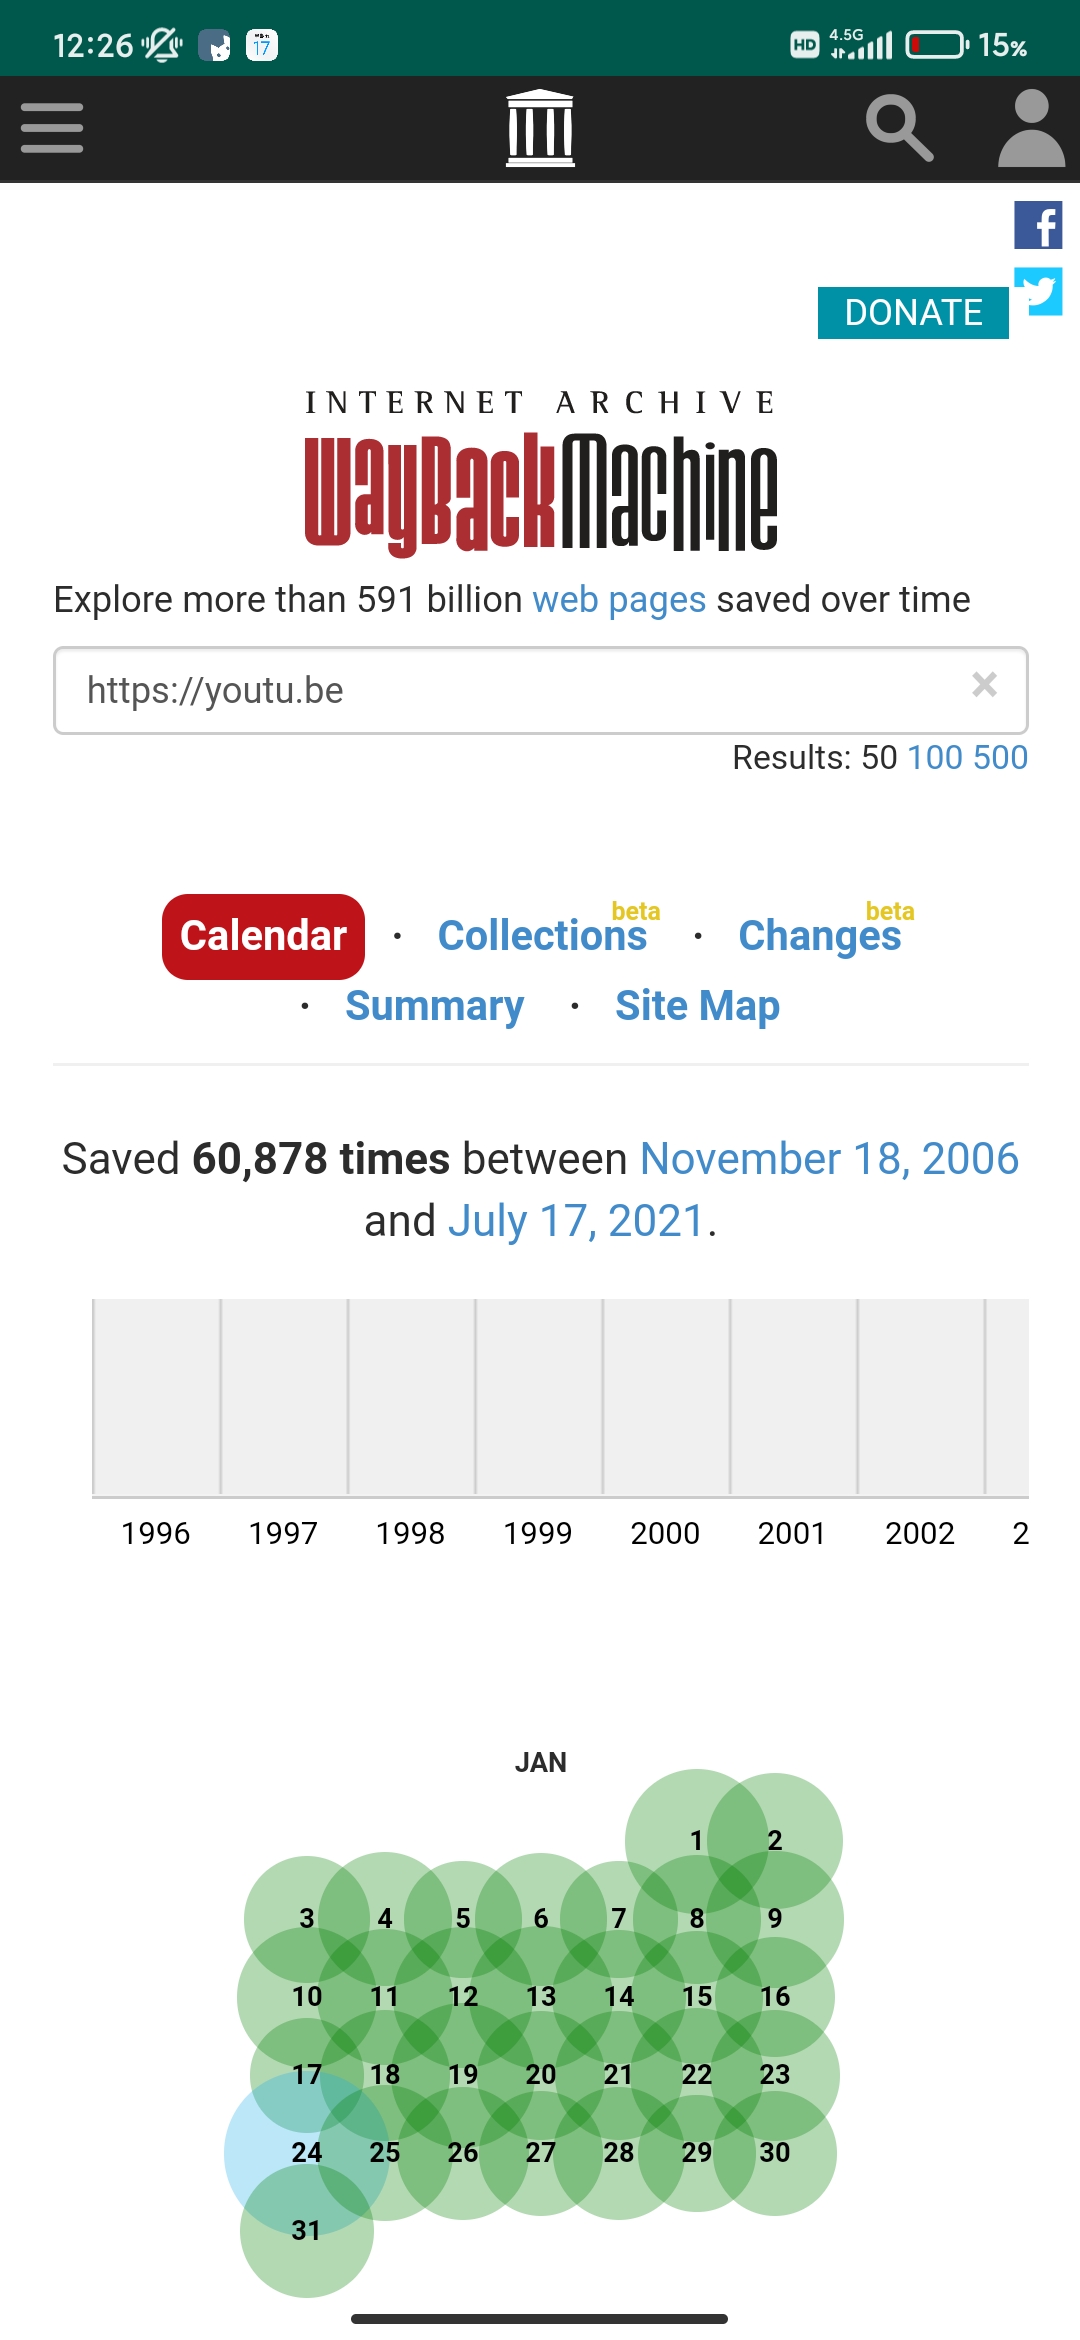 12:26 17 HD 4.5G 15%
DONATE
INTERNET ARCHIVE
WayBackMachine
Explore more than 591 billion web pages saved over time
https://youtu.be ×
Results: 50 100 500
Calendar · Collections beta · Changes beta
· Summary · Site Map
Saved 60,878 times between November 18, 2006
and July 17, 2021.
1996 1997 1998 1999 2000 2001 2002 2
JAN
1 2
3 4 5 6 7 8 9
10 11 12 13 14 15 16
17 18 19 20 21 22 23
24 25 26 27 28 29 30
31